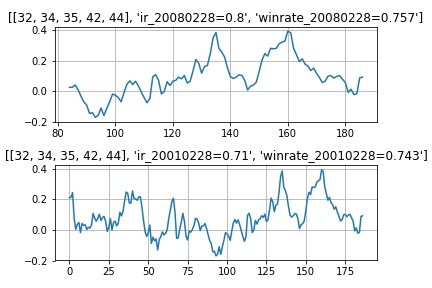 [[32, 34, 35, 42, 44], 'ir_20080228=0.8', 'winrate_20080228=0.757']
0.4
0.2
0.0
−0.2
80 100 120 140 160 180
[[32, 34, 35, 42, 44], 'ir_20010228=0.71', 'winrate_20010228=0.743']
0.4
0.2
0.0
−0.2
0 25 50 75 100 125 150 175